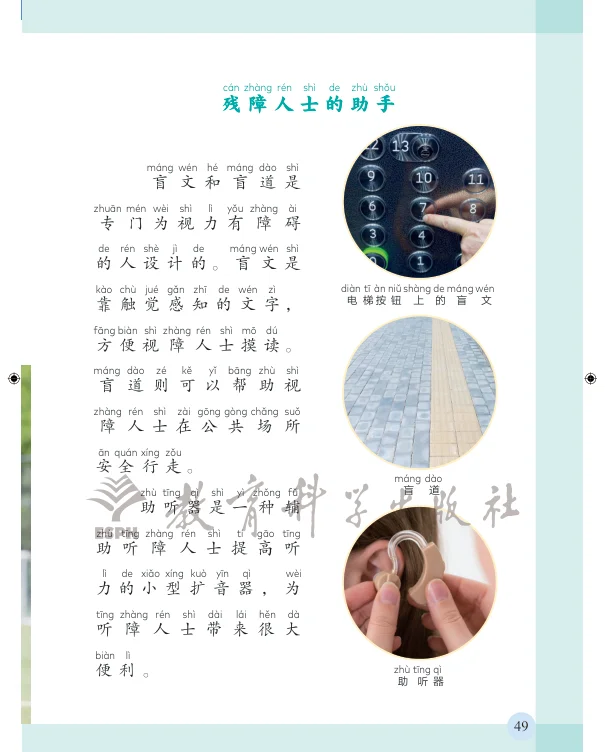 cán zhàng rén shì de zhù shǒu
残障人士的助手
máng wén hé máng dào shì
盲文和盲道是
zhuān mén wèi shì lì yǒu zhàng ài
专门为视力有障碍
de rén shè jì de máng wén shì
的人设计的。盲文是
kào chù jué gǎn zhī de wén zì
靠触觉感知的文字，
fāng biàn shì zhàng rén shì mō dú
方便视障人士摸读。
máng dào zé kě yǐ bāng zhù shì
盲道则可以帮助视
zhàng rén shì zài gōng gòng chǎng suǒ
障人士在公共场所
ān quán xíng zǒu
安全行走。
zhù tīng qì shì yì zhǒng fǔ
助听器是一种辅
zhù tīng zhàng rén shì tí gāo tīng
助听障人士提高听
lì de xiǎo xíng kuò yīn qì wèi
力的小型扩音器，为
tīng zhàng rén shì dài lái hěn dà
听障人士带来很大
biàn lì
便利。
12 13
9 10 11
6 7 8
3 4
1
diàn tī àn niǔ shàng de máng wén
电梯按钮上的盲文
máng dào
盲道
zhù tīng qì
助听器
ESPH 教育科学出版社
49